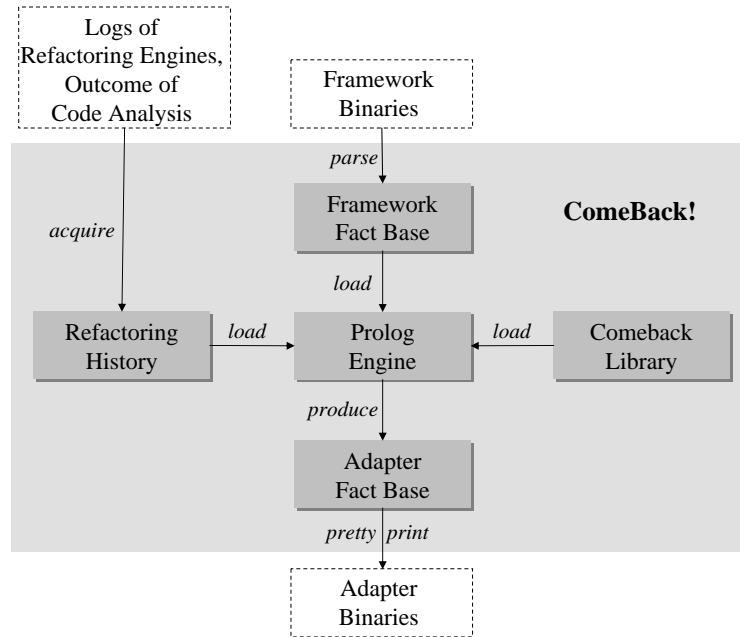 Logs of
Refactoring Engines,
Outcome of
Code Analysis
Framework
Binaries
parse
Framework
Fact Base
ComeBack!
acquire
load
Refactoring
History
load
Prolog
Engine
load
Comeback
Library
produce
Adapter
Fact Base
pretty print
Adapter
Binaries